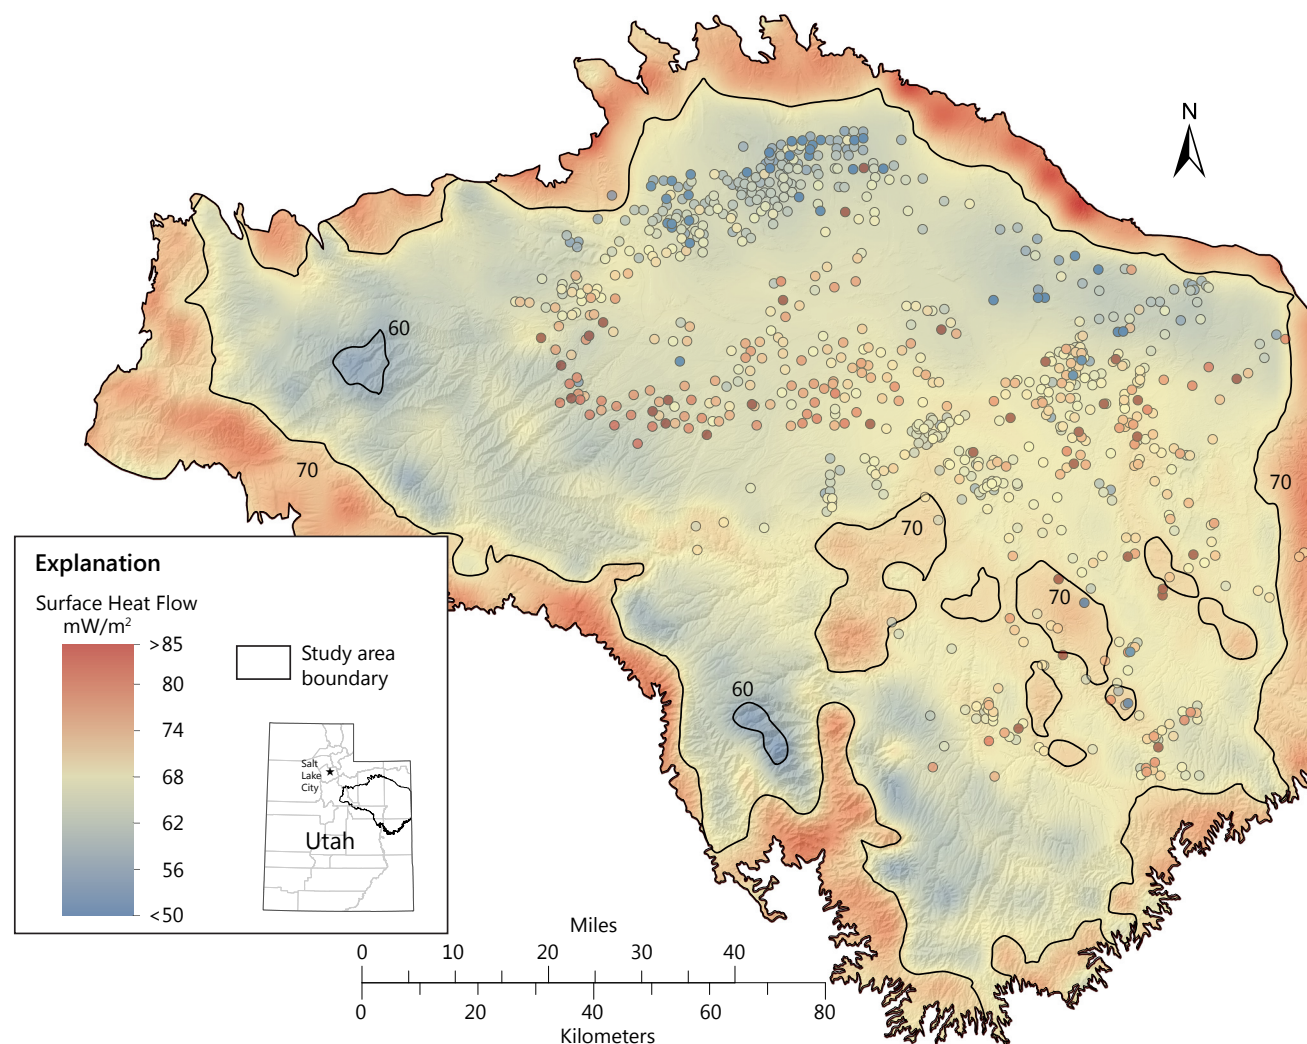 N
60
70
70
70
70
60
Explanation
Surface Heat Flow
mW/m²
>85
80
74
68
62
56
<50
Study area
boundary
Salt
Lake
City
Utah
Miles
0 10 20 30 40
0 20 40 60 80
Kilometers